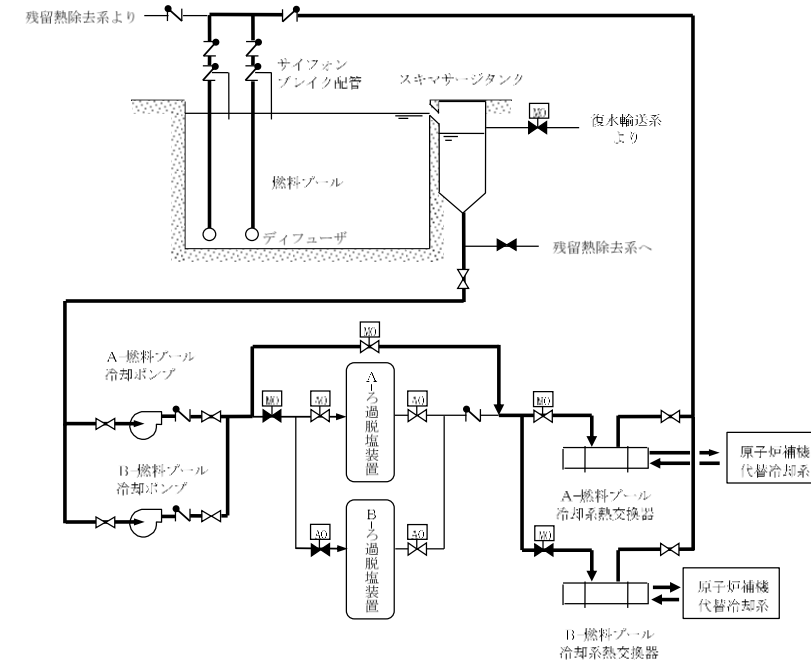 残留熱除去系より
サイフォン
ブレイク配管
スキマサージタンク
MO
復水輸送系
より
燃料プール
ディフューザ
残留熱除去系へ
MO
A-燃料プール
冷却ポンプ
MO
AO
A-ろ過脱塩装置
AO
MO
原子炉補機
代替冷却系
B-燃料プール
冷却ポンプ
A-燃料プール
冷却系熱交換器
AO
B-ろ過脱塩装置
AO
MO
原子炉補機
代替冷却系
B-燃料プール
冷却系熱交換器